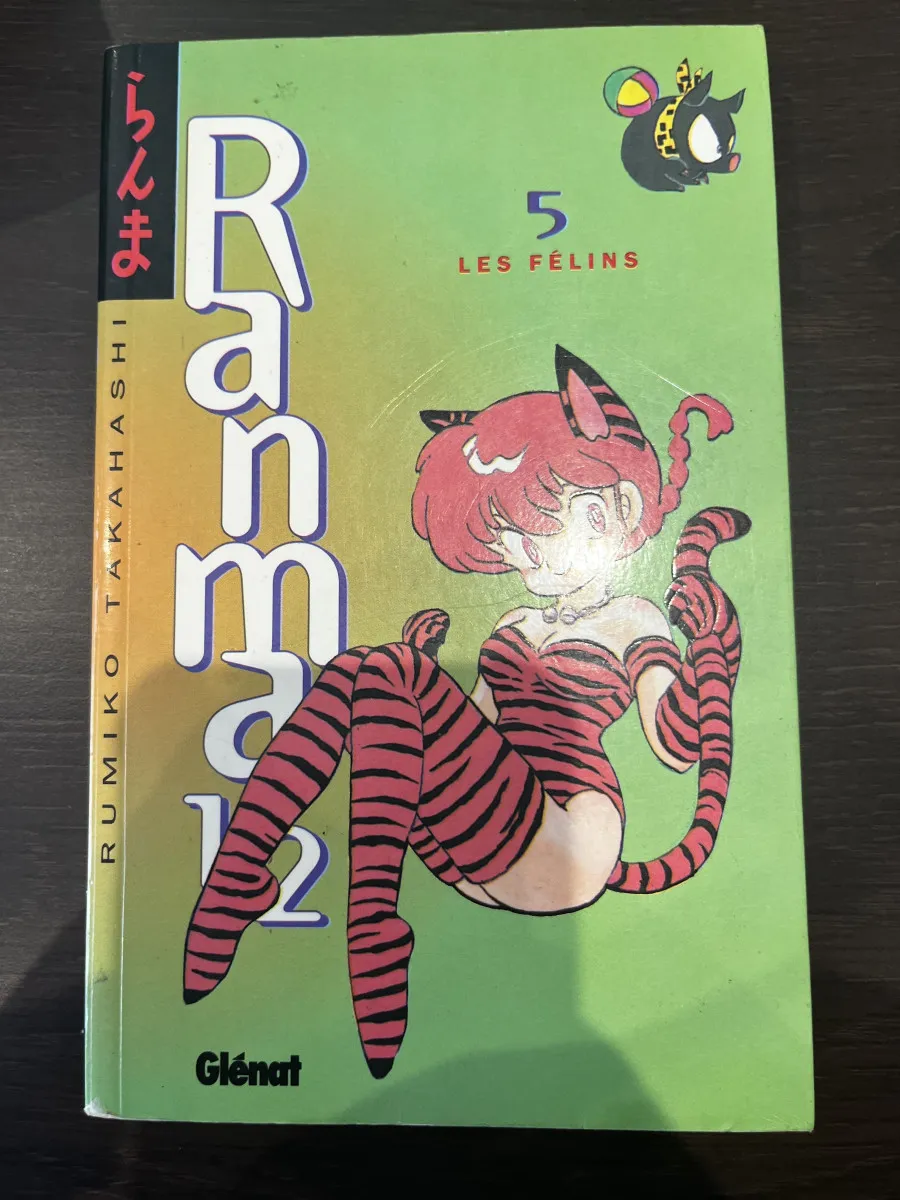 らんま
RUMIKO TAKAHASHI
Ranma 1/2
5
LES FÉLINS
Glénat